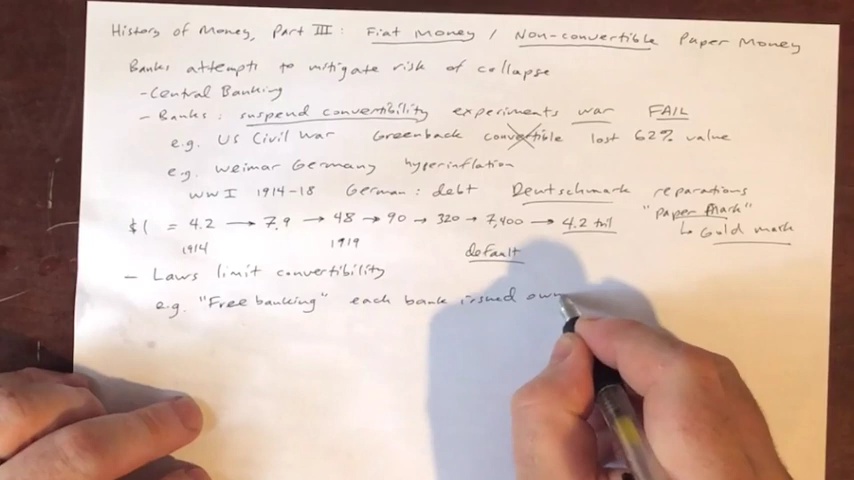 History of Money, Part III: Fiat Money / Non-convertible Paper Money
Banks attempts to mitigate risk of collapse
- Central Banking
- Banks: suspend convertibility experiments war FAIL
e.g. US Civil War Greenback convertible lost 62% value
e.g. Weimar Germany hyperinflation
WWI 1914-18 German: debt Deutschmark reparations
"paper Mark"
$1 = 4.2 → 7.9 → 48 → 90 → 320 → 7,400 → 4.2 tril
↳ Gold mark
1914 1919
default
- Laws limit convertibility
e.g. "Free banking" each bank issued own